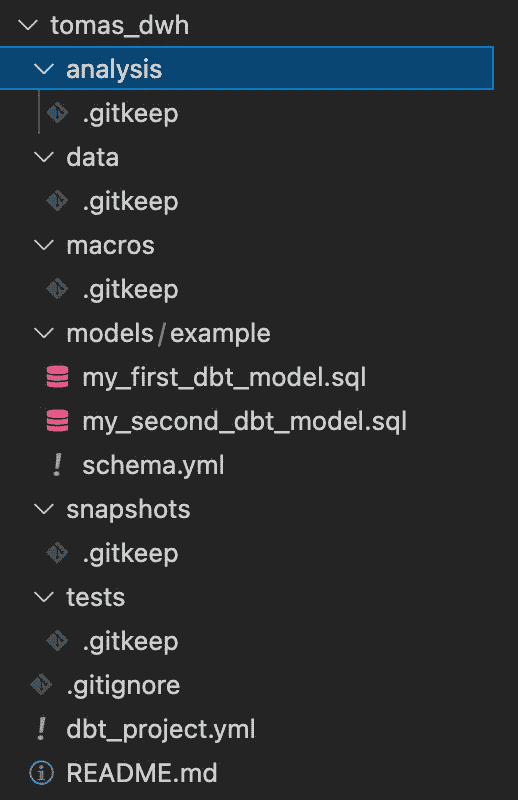 tomas_dwh
analysis
.gitkeep
data
.gitkeep
macros
.gitkeep
models/example
my_first_dbt_model.sql
my_second_dbt_model.sql
! schema.yml
snapshots
.gitkeep
tests
.gitkeep
.gitignore
! dbt_project.yml
README.md